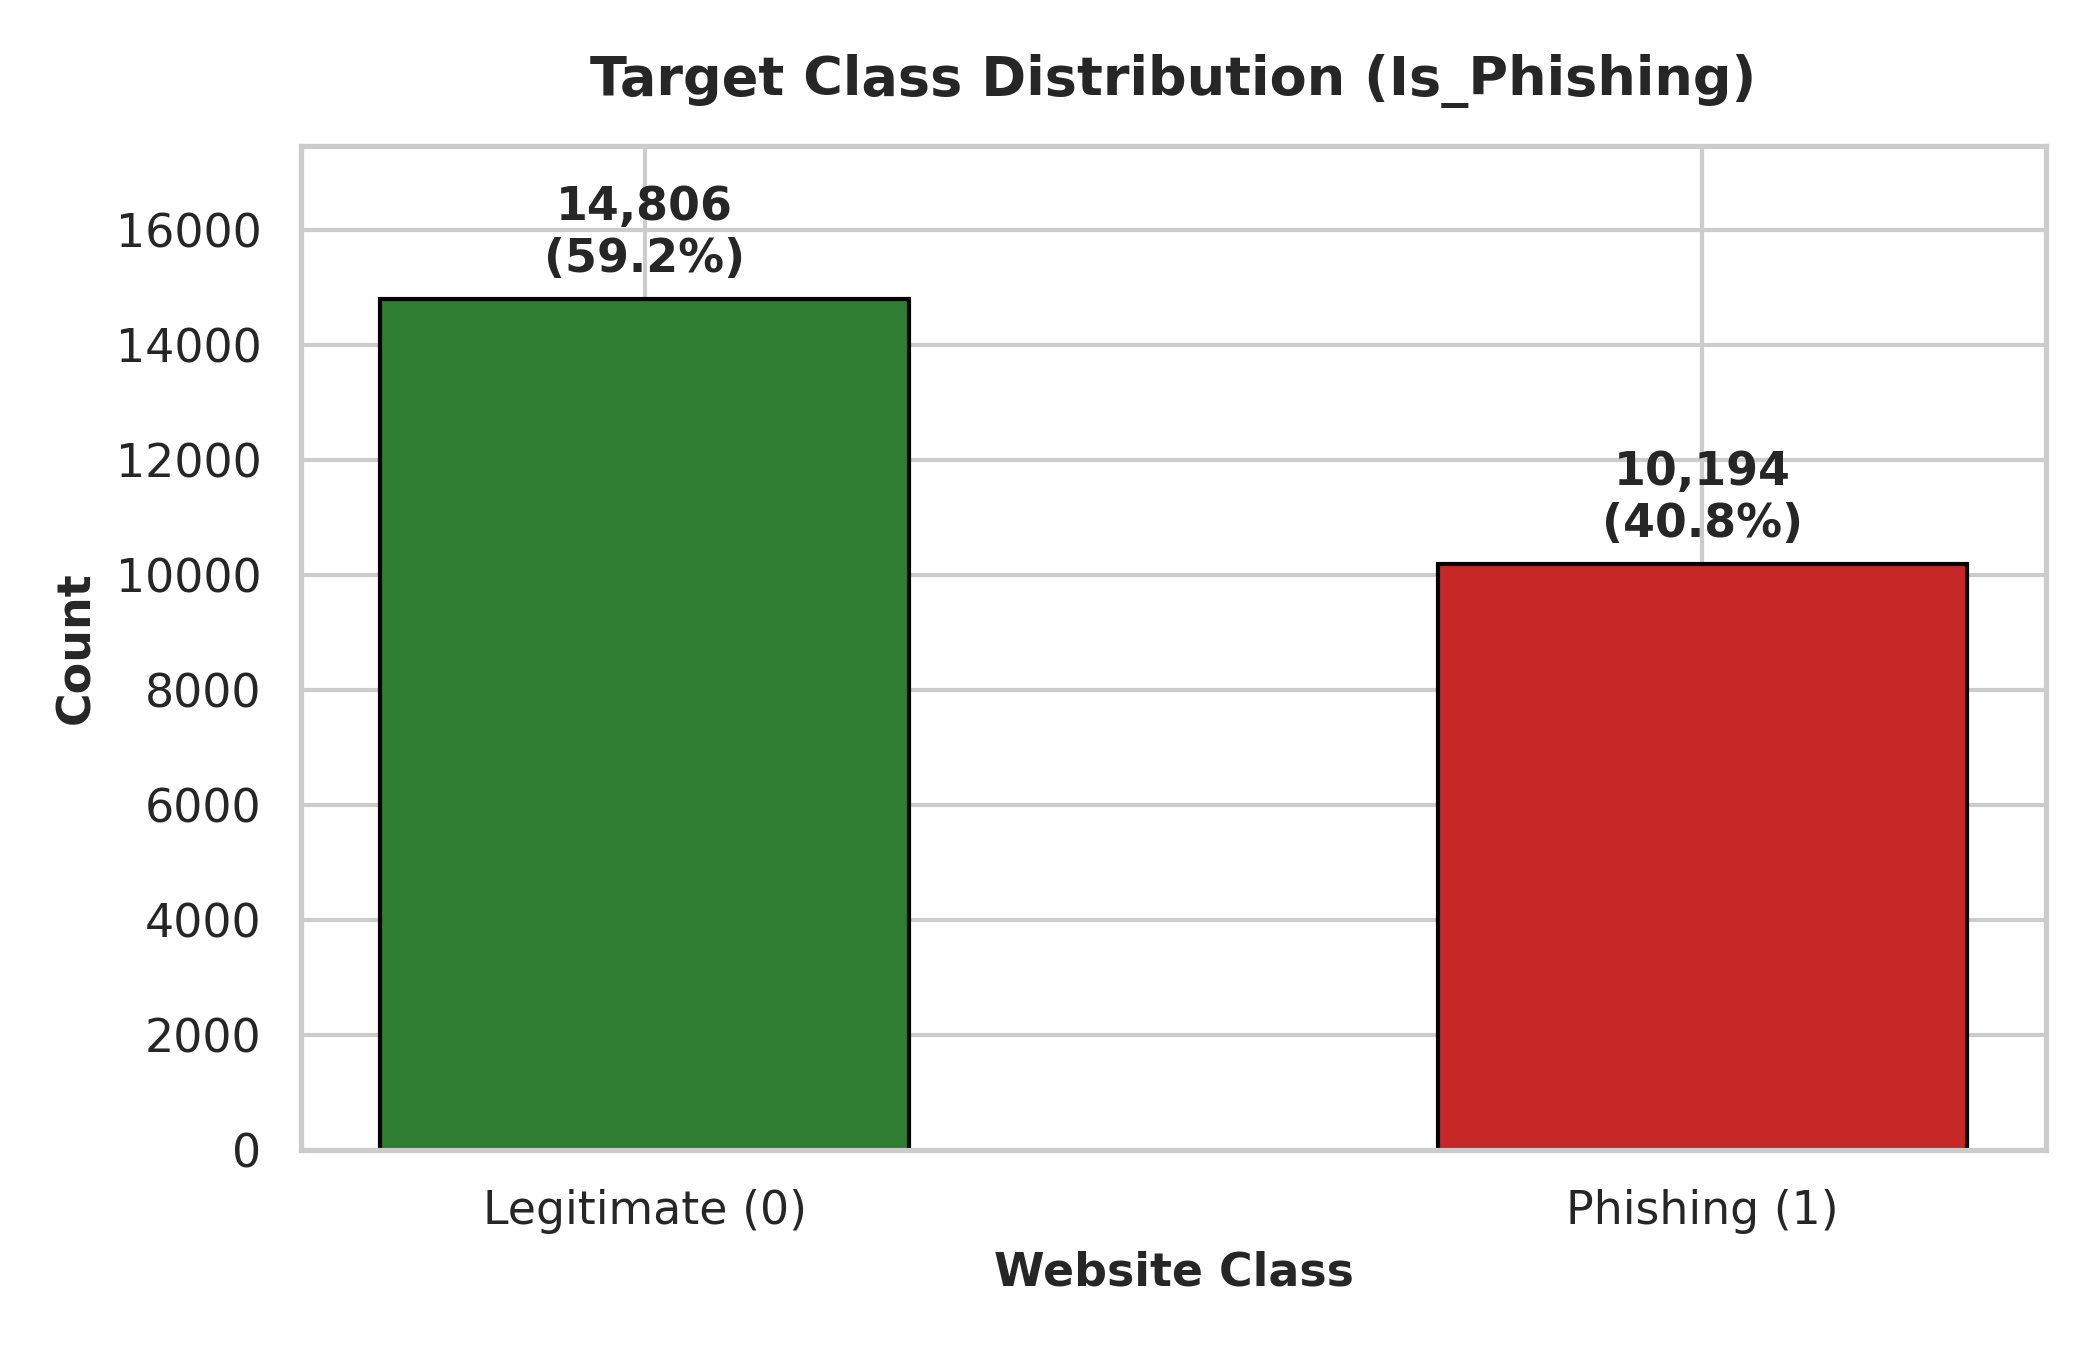 Target Class Distribution (Is_Phishing)
14,806
(59.2%)
10,194
(40.8%)
16000
14000
12000
10000
8000
6000
4000
2000
0
Count
Legitimate (0)
Phishing (1)
Website Class